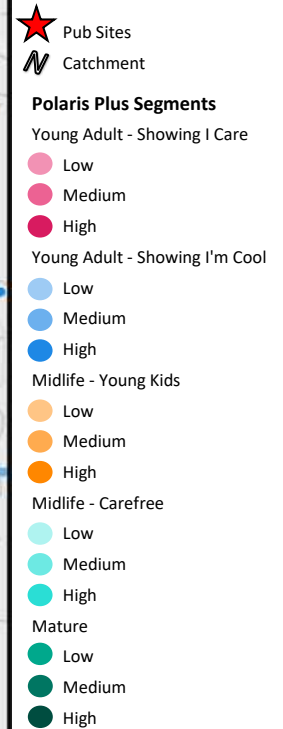 Pub Sites
Catchment
Polaris Plus Segments
Young Adult - Showing I Care
Low
Medium
High
Young Adult - Showing I'm Cool
Low
Medium
High
Midlife - Young Kids
Low
Medium
High
Midlife - Carefree
Low
Medium
High
Mature
Low
Medium
High